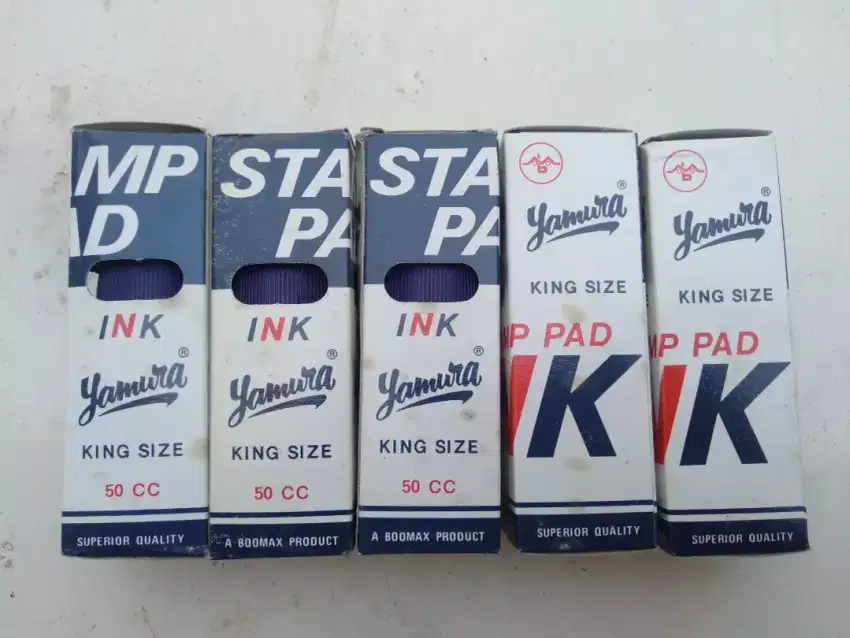 MP
AD
INK
Yamura®
KING SIZE
50 CC
SUPERIOR QUALITY
STA
PA
INK
Yamura®
KING SIZE
50 CC
A BOOMAX PRODUCT
STA
PA
INK
Yamura®
KING SIZE
50 CC
A BOOMAX PRODUCT
Yamura®
KING SIZE
MP PAD
NK
SUPERIOR QUALITY
Yamura®
KING SIZE
MP PAD
NK
SUPERIOR QUALITY